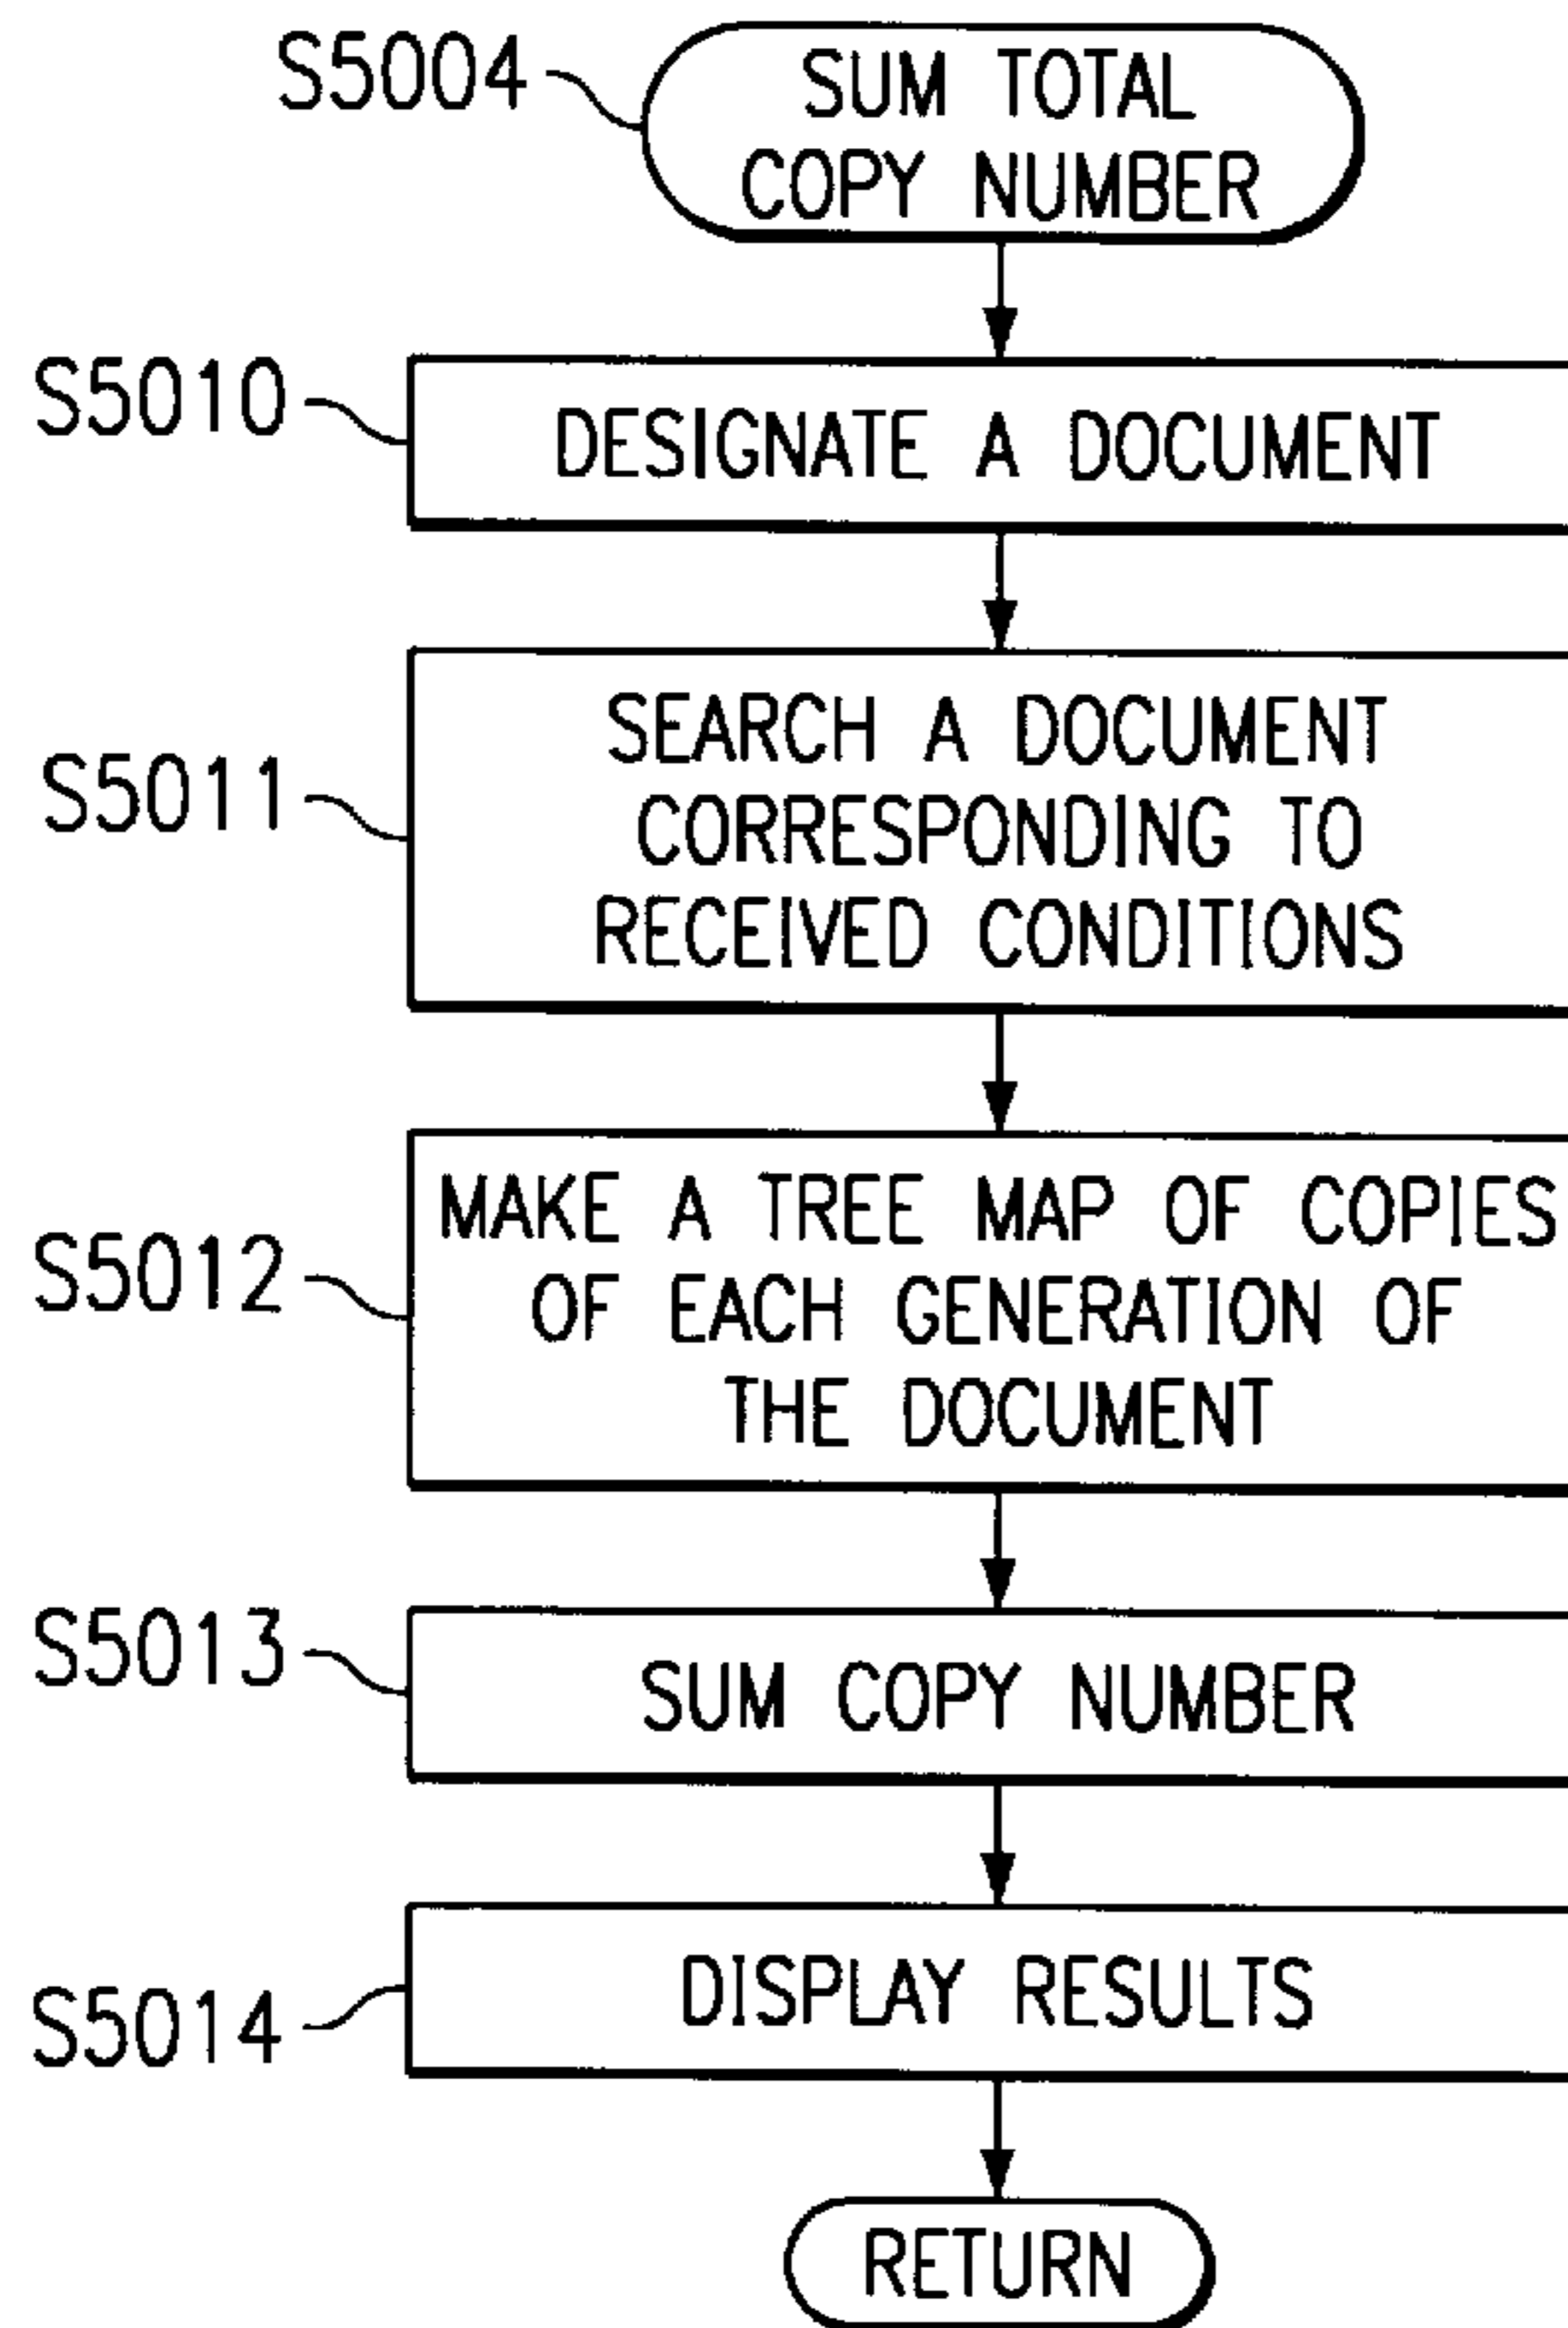 S5004
SUM TOTAL
COPY NUMBER
S5010
DESIGNATE A DOCUMENT
S5011
SEARCH A DOCUMENT
CORRESPONDING TO
RECEIVED CONDITIONS
S5012
MAKE A TREE MAP OF COPIES
OF EACH GENERATION OF
THE DOCUMENT
S5013
SUM COPY NUMBER
S5014
DISPLAY RESULTS
RETURN